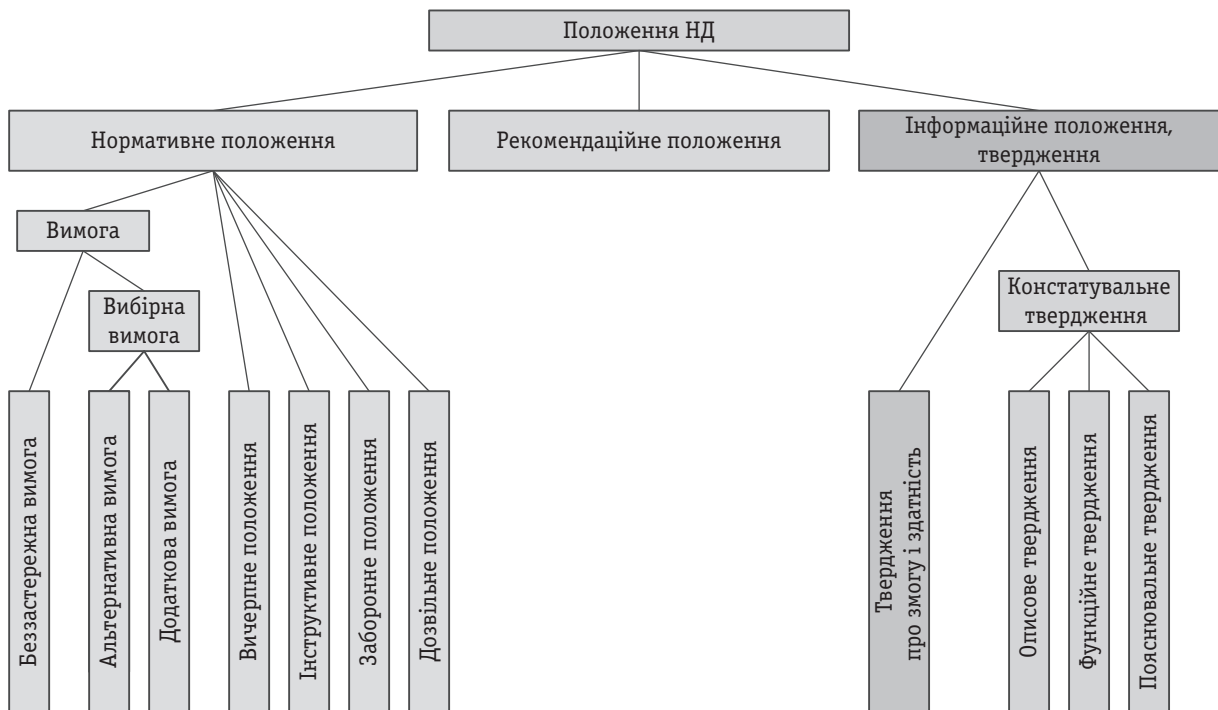 Положення НД
Нормативне положення
Рекомендаційне положення
Інформаційне положення,
твердження
Вимога
Вибірна
вимога
Констатувальне
твердження
Беззастережна вимога
Альтернативна вимога
Додаткова вимога
Вичерпне положення
Інструктивне положення
Заборонне положення
Дозвільне положення
Твердження
про змогу і здатність
Описове твердження
Функційне твердження
Пояснювальне твердження